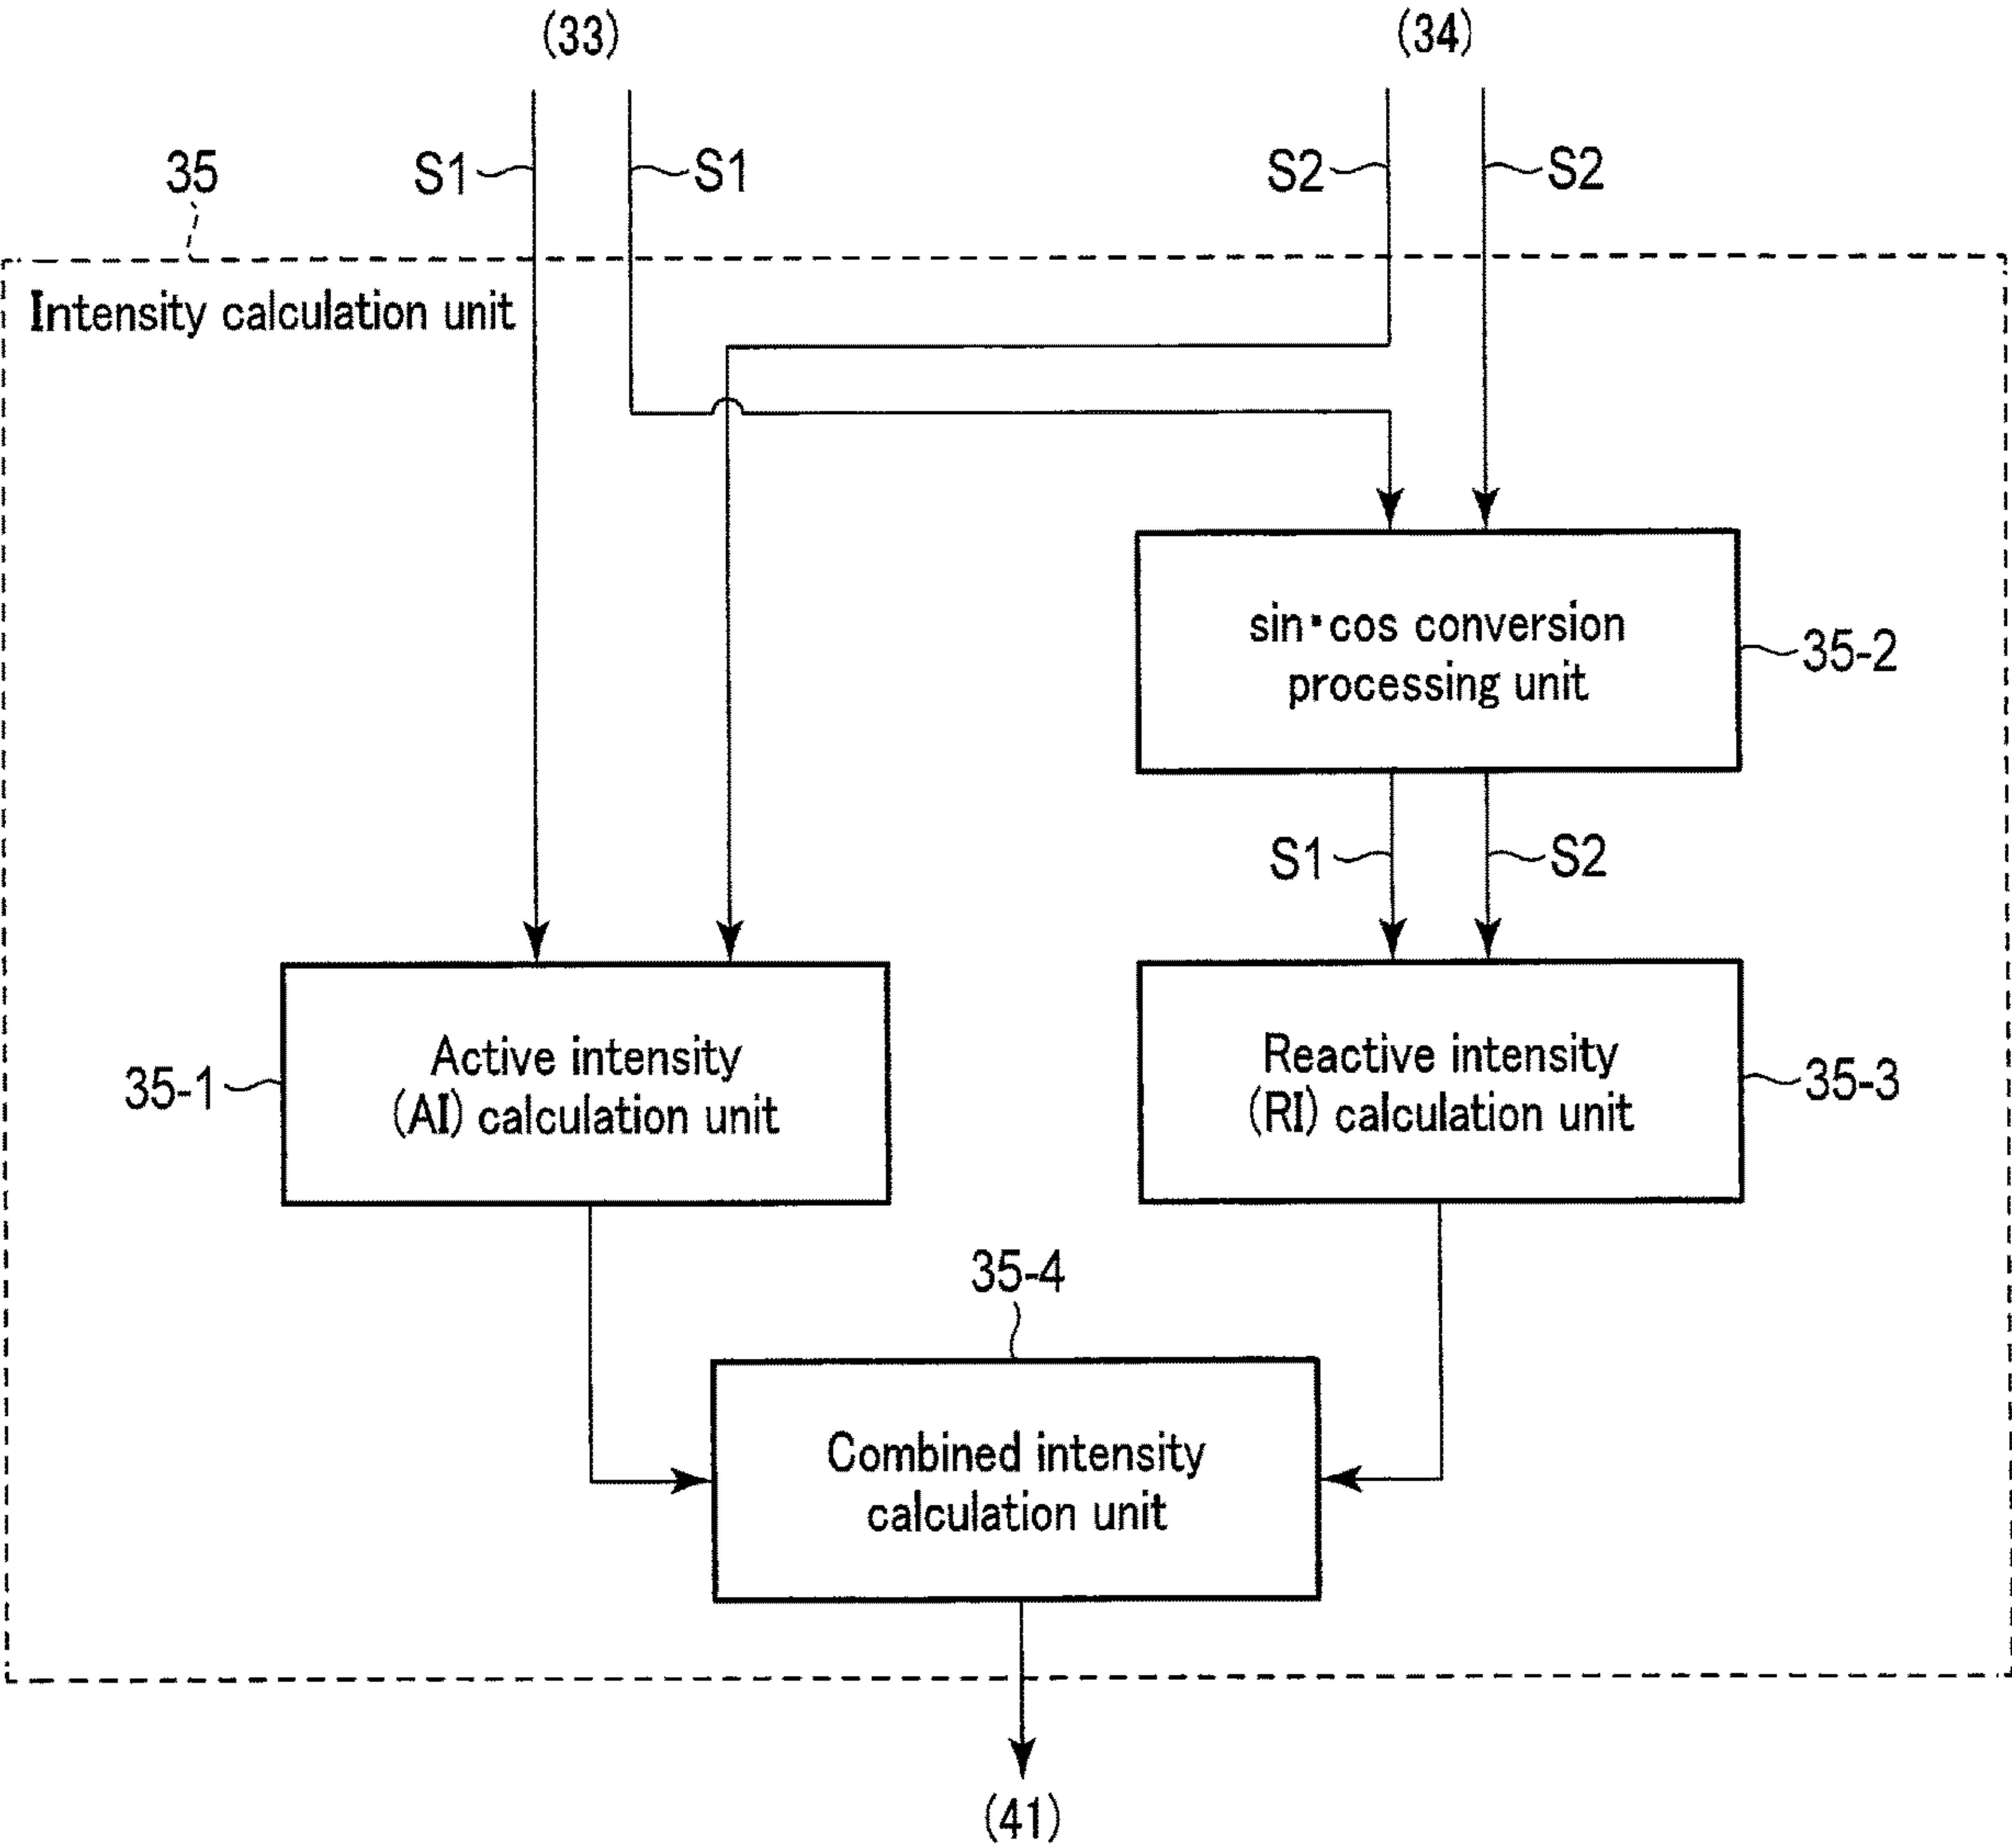 (33)
(34)
35
S1
S1
S2
S2
Intensity calculation unit
sin・cos conversion
processing unit
35-2
S1
S2
Active intensity
(AI) calculation unit
35-1
Reactive intensity
(RI) calculation unit
35-3
35-4
Combined intensity
calculation unit
(41)